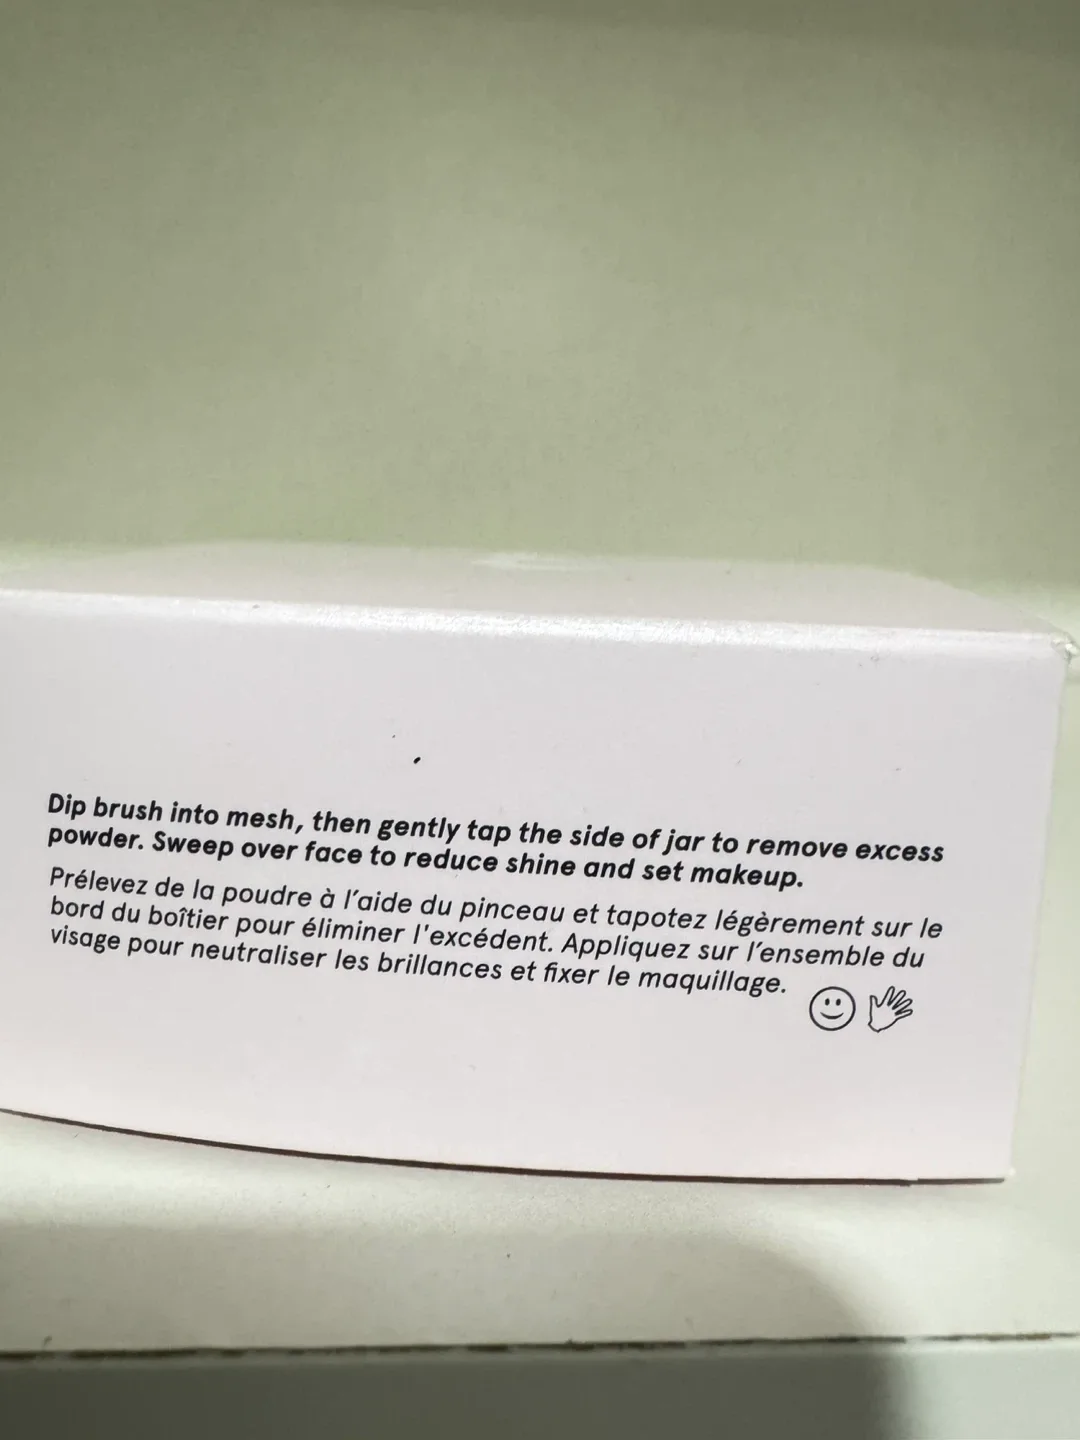 Dip brush into mesh, then gently tap the side of jar to remove excess
powder. Sweep over face to reduce shine and set makeup.
Prélevez de la poudre à l'aide du pinceau et tapotez légèrement sur le
bord du boîtier pour éliminer l'excédent. Appliquez sur l'ensemble du
visage pour neutraliser les brillances et fixer le maquillage.